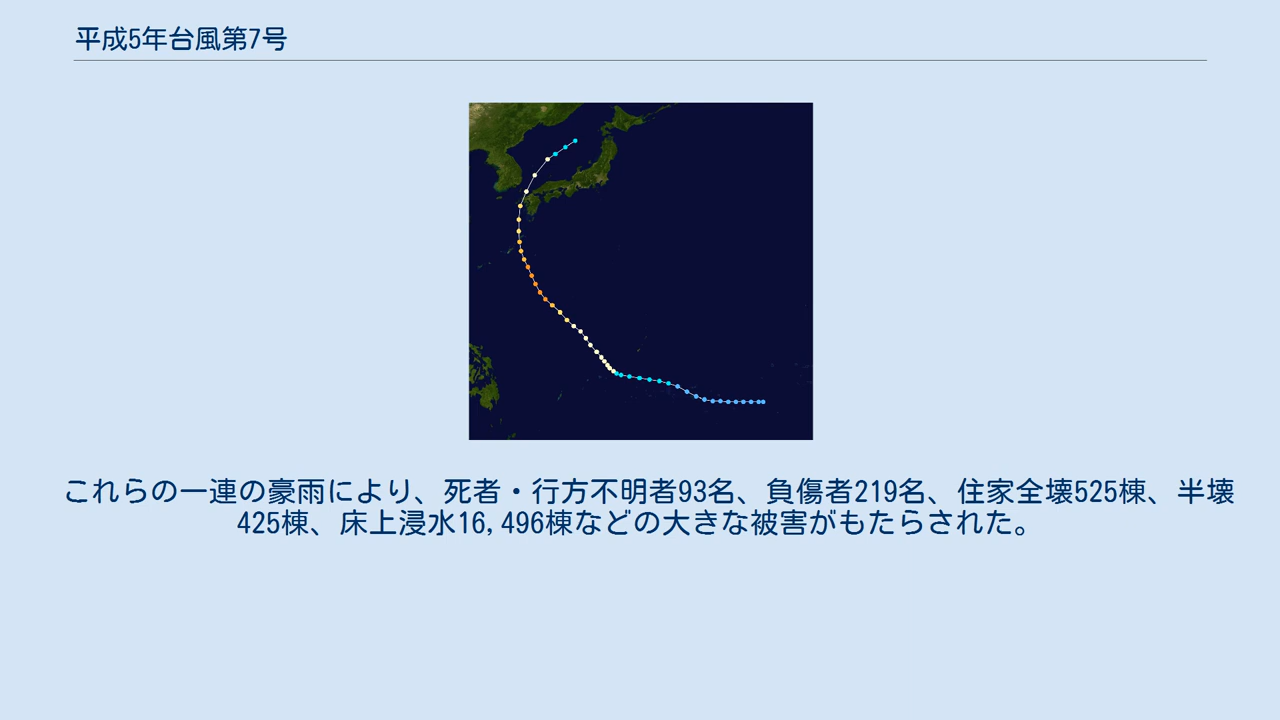 平成5年台風第7号
これらの一連の豪雨により、死者・行方不明者93名、負傷者219名、住家全壊525棟、半壊
425棟、床上浸水16,496棟などの大きな被害がもたらされた。